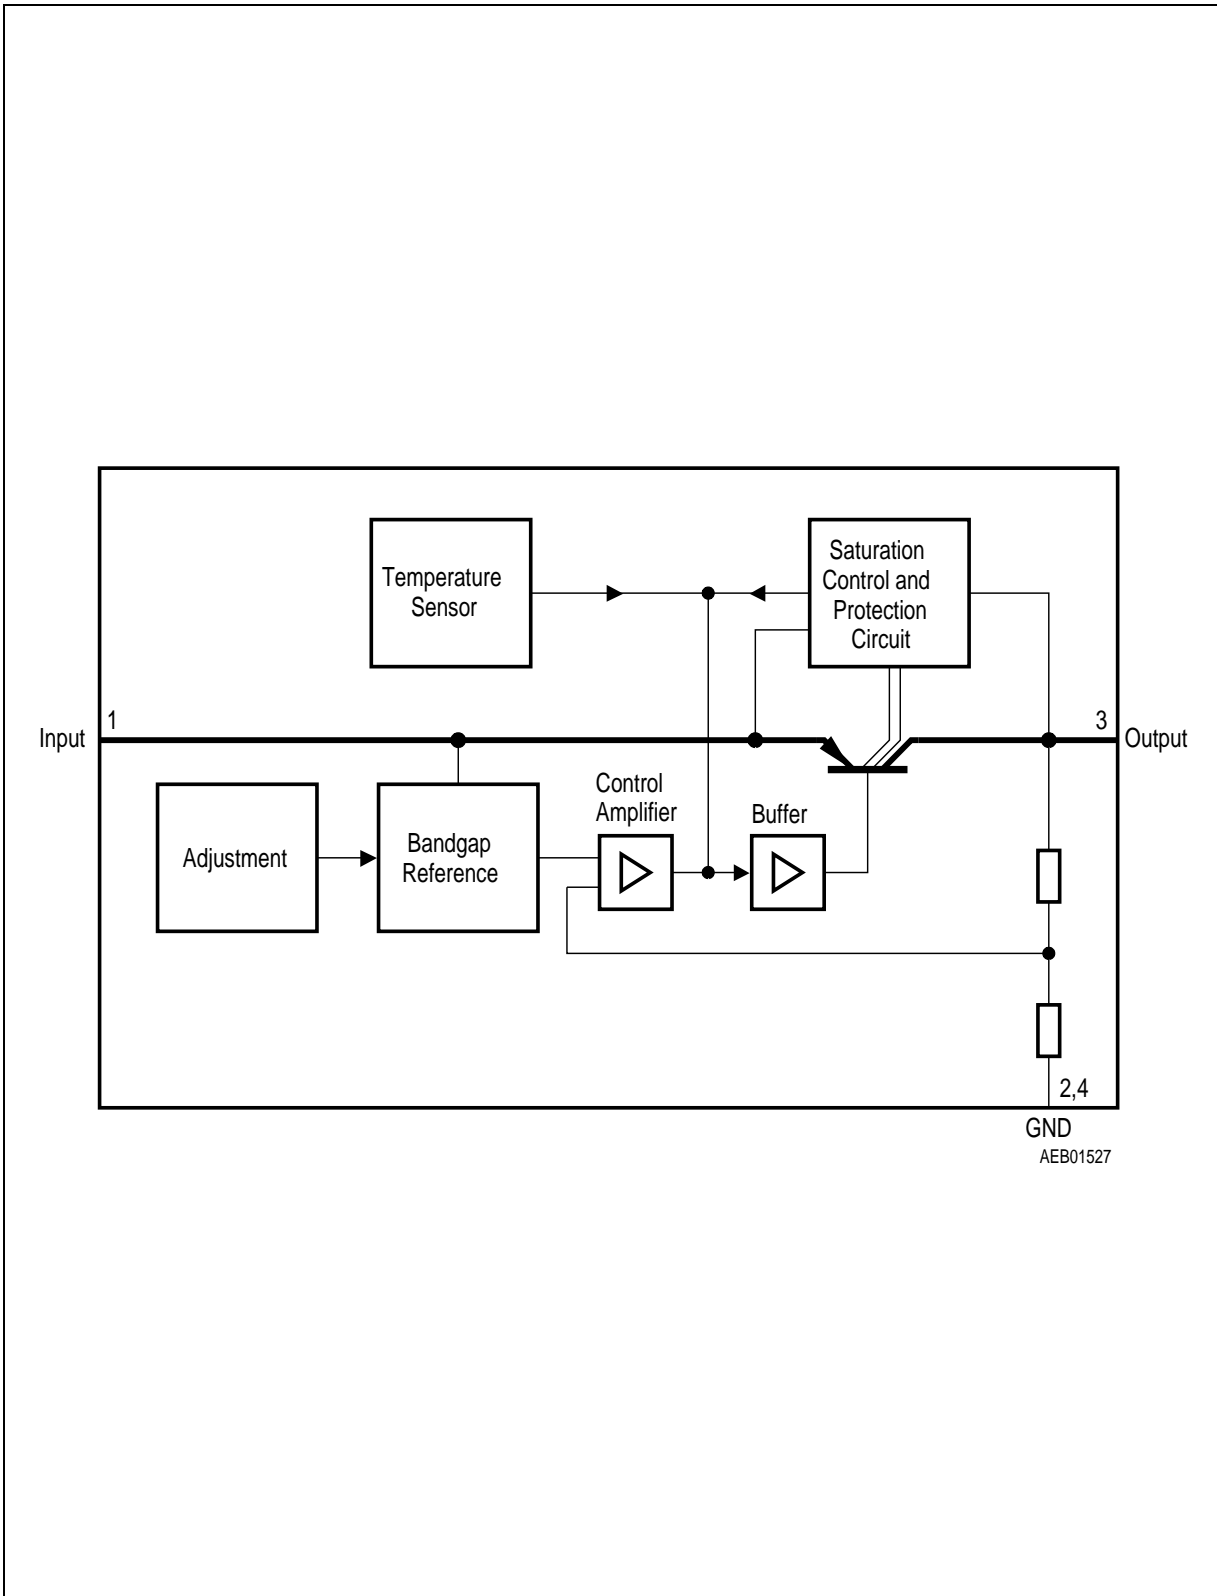 Temperature
Sensor
Saturation
Control and
Protection
Circuit
Input
1
3
Output
Adjustment
Bandgap
Reference
Control
Amplifier
Buffer
2,4
GND
AEB01527